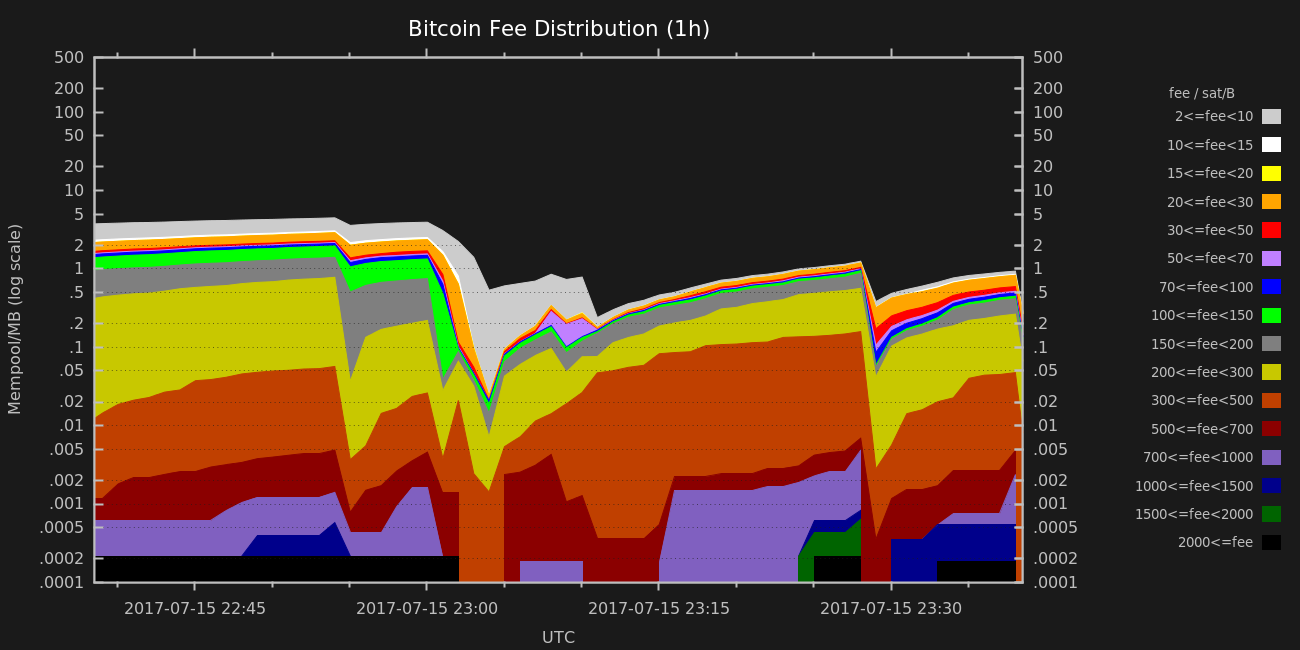 Bitcoin Fee Distribution (1h)
Mempool/MB (log scale)
500
200
100
50
20
10
5
2
1
.5
.2
.1
.05
.02
.01
.005
.002
.001
.0005
.0002
.0001
500
200
100
50
20
10
5
2
1
.5
.2
.1
.05
.02
.01
.005
.002
.001
.0005
.0002
.0001
2017-07-15 22:45
2017-07-15 23:00
2017-07-15 23:15
2017-07-15 23:30
UTC
fee / sat/B
2<=fee<10
10<=fee<15
15<=fee<20
20<=fee<30
30<=fee<50
50<=fee<70
70<=fee<100
100<=fee<150
150<=fee<200
200<=fee<300
300<=fee<500
500<=fee<700
700<=fee<1000
1000<=fee<1500
1500<=fee<2000
2000<=fee